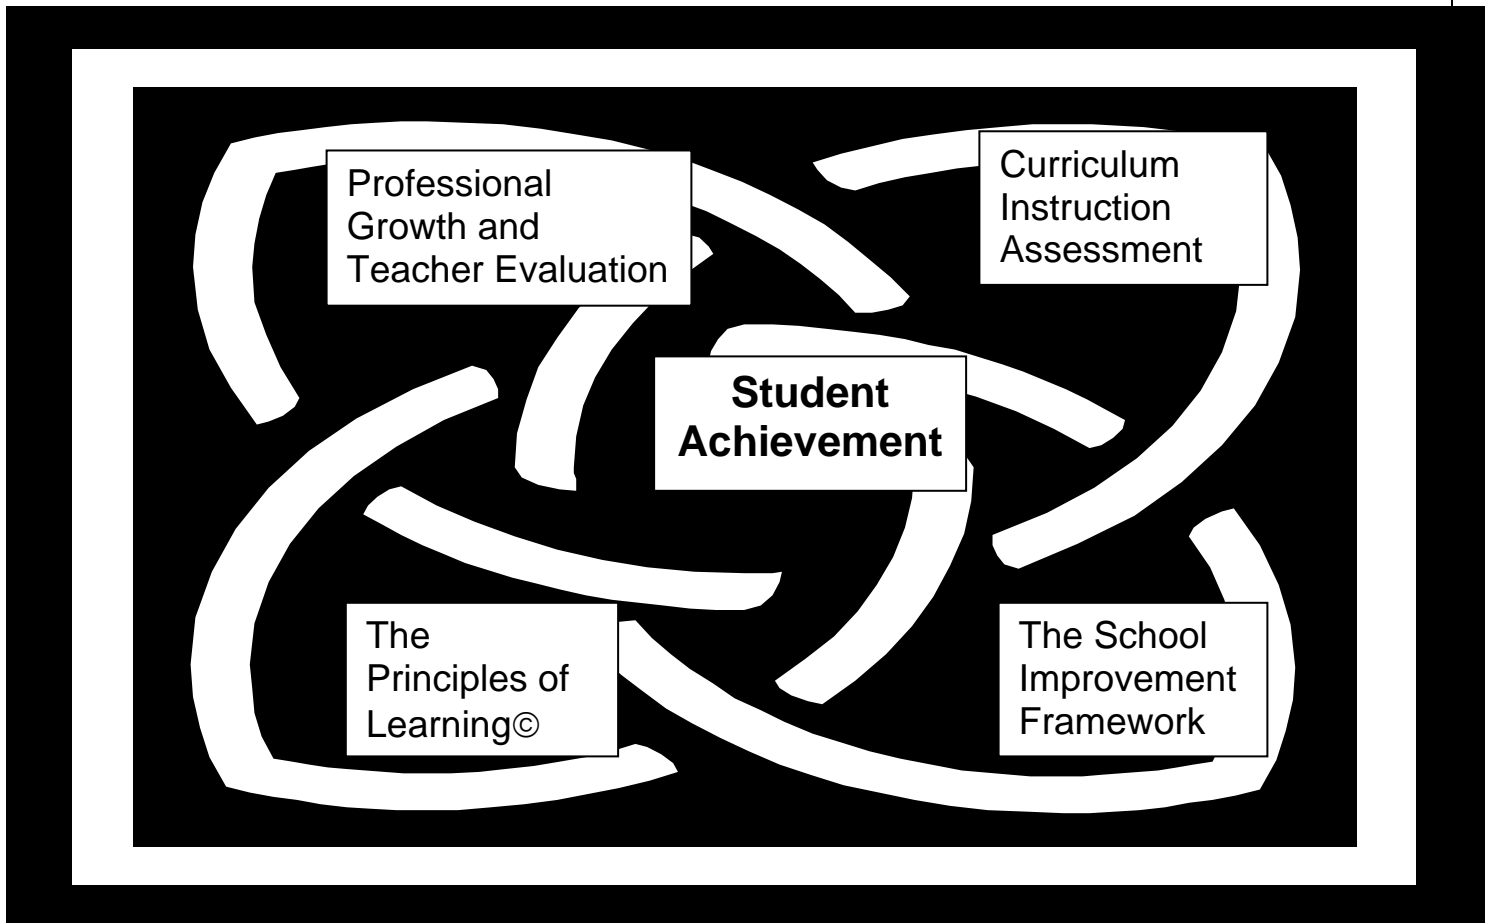 Professional
Growth and
Teacher Evaluation
Curriculum
Instruction
Assessment
Student
Achievement
The
Principles of
Learning©
The School
Improvement
Framework